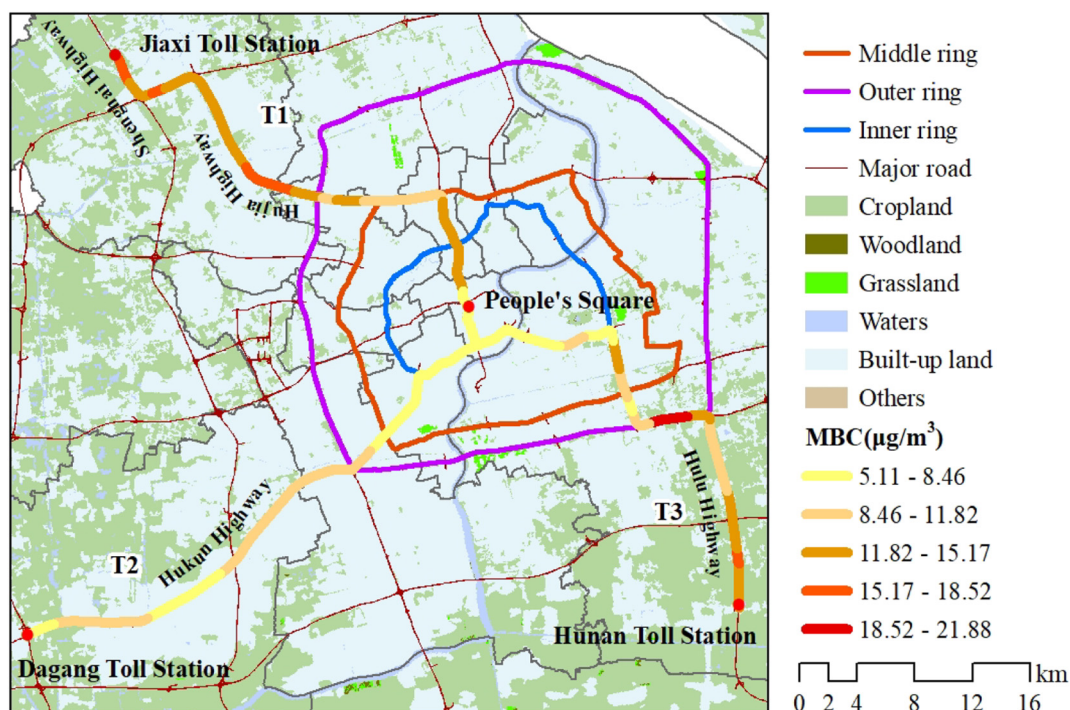 Jiaxi Toll Station
Shenghai Highway
T1
Hujia Highway
People's Square
Hukun Highway
T2
T3
Hulu Highway
Dagang Toll Station
Hunan Toll Station
Middle ring
Outer ring
Inner ring
Major road
Cropland
Woodland
Grassland
Waters
Built-up land
Others
MBC(µg/m³)
5.11 - 8.46
8.46 - 11.82
11.82 - 15.17
15.17 - 18.52
18.52 - 21.88
km
0 2 4 8 12 16